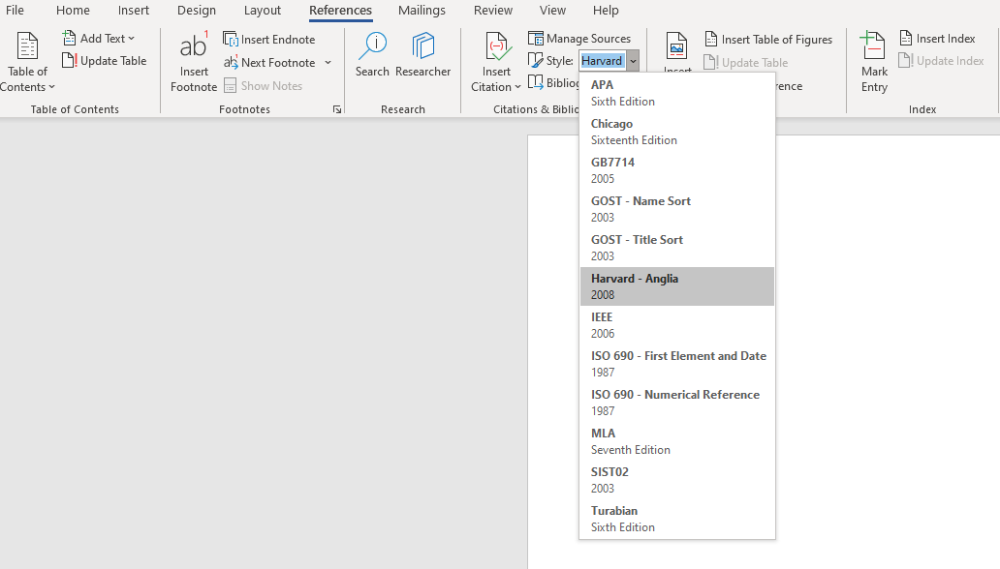 File Home Insert Design Layout References Mailings Review View Help
Table of Contents
Add Text
Update Table
Table of Contents
ab 1
Insert Footnote
Insert Endnote
Next Footnote
Show Notes
Footnotes
Search
Researcher
Research
Insert Citation
Manage Sources
Style: Harvard
Citations &
Insert
Insert Table of Figures
Update Table
Mark Entry
Insert Index
Update Index
Index
APA
Sixth Edition
Chicago
Sixteenth Edition
GB7714
2005
GOST - Name Sort
2003
GOST - Title Sort
2003
Harvard - Anglia
2008
IEEE
2006
ISO 690 - First Element and Date
1987
ISO 690 - Numerical Reference
1987
MLA
Seventh Edition
SIST02
2003
Turabian
Sixth Edition